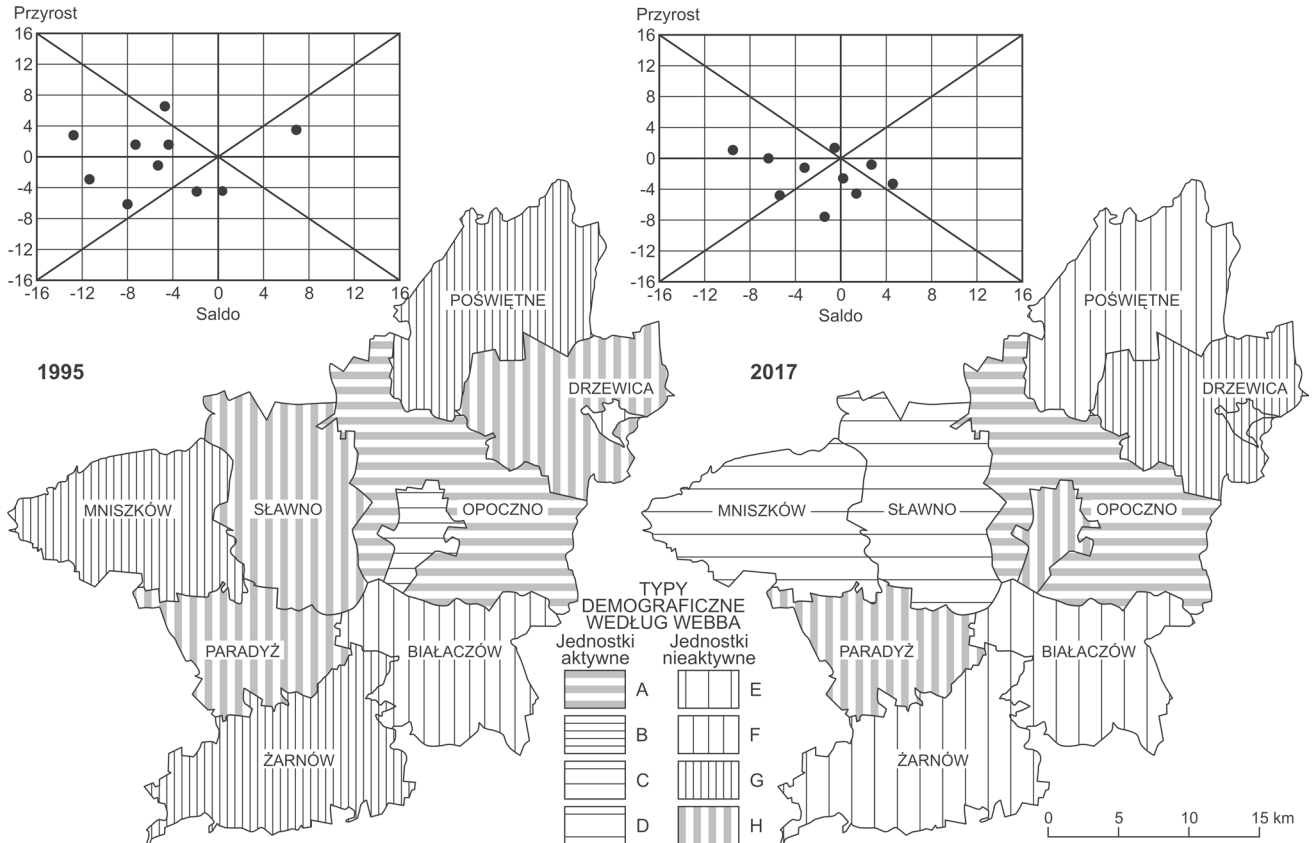 Przyrost
16
12
8
4
0
-4
-8
-12
-16
-16 -12 -8 -4 0 4 8 12 16
Saldo
Przyrost
16
12
8
4
0
-4
-8
-12
-16
-16 -12 -8 -4 0 4 8 12 16
Saldo
1995
POŚWIĘTNE
DRZEWICA
MNISZKÓW
SŁAWNO
OPOCZNO
PARADYŻ
BIAŁACZÓW
ŻARNÓW
2017
POŚWIĘTNE
DRZEWICA
MNISZKÓW
SŁAWNO
OPOCZNO
PARADYŻ
BIAŁACZÓW
ŻARNÓW
TYPY
DEMOGRAFICZNE
WEDŁUG WEBBA
Jednostki
aktywne
Jednostki
nieaktywne
A
B
C
D
E
F
G
H
0 5 10 15 km